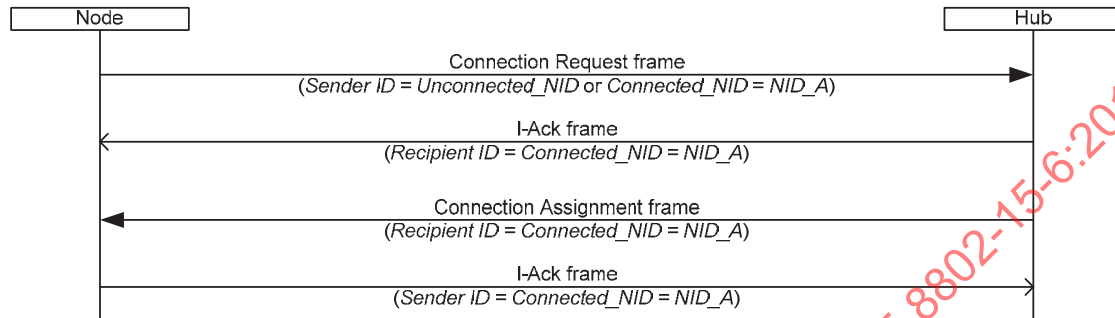 Node
Hub
Connection Request frame
(Sender ID = Unconnected_NID or Connected_NID = NID_A)
I-Ack frame
(Recipient ID = Connected_NID = NID_A)
Connection Assignment frame
(Recipient ID = Connected_NID = NID_A)
I-Ack frame
(Sender ID = Connected_NID = NID_A)
8802-15-6:201